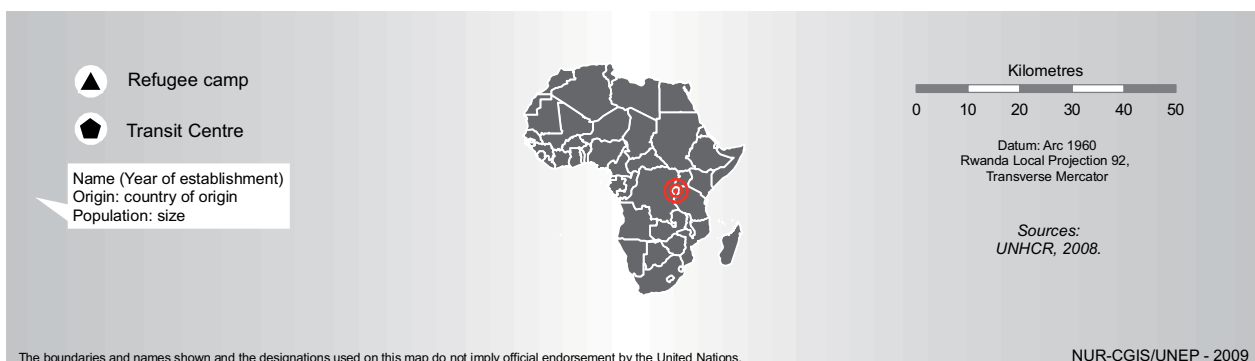 Refugee camp
Transit Centre
Name (Year of establishment)
Origin: country of origin
Population: size
Kilometres
0 10 20 30 40 50
Datum: Arc 1960
Rwanda Local Projection 92,
Transverse Mercator
Sources:
UNHCR, 2008.
The boundaries and names shown and the designations used on this map do not imply official endorsement by the United Nations.
NUR-CGIS/UNEP - 2009